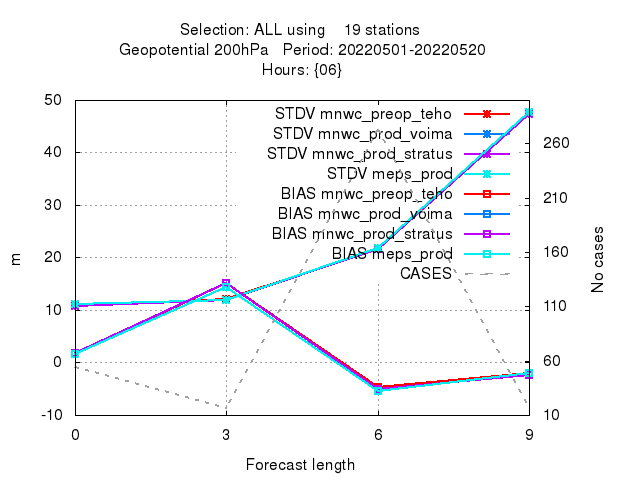 Selection: ALL using    19 stations
Geopotential 200hPa   Period: 20220501-20220520
Hours: {06}
STDV mnwc_preop_teho
STDV mnwc_prod_voima
STDV mnwc_prod_stratus
STDV meps_prod
BIAS mnwc_preop_teho
BIAS mnwc_prod_voima
BIAS mnwc_prod_stratus
BIAS meps_prod
CASES
50
40
30
20
10
0
-10
m
260
210
160
110
60
10
No cases
0 3 6 9
Forecast length